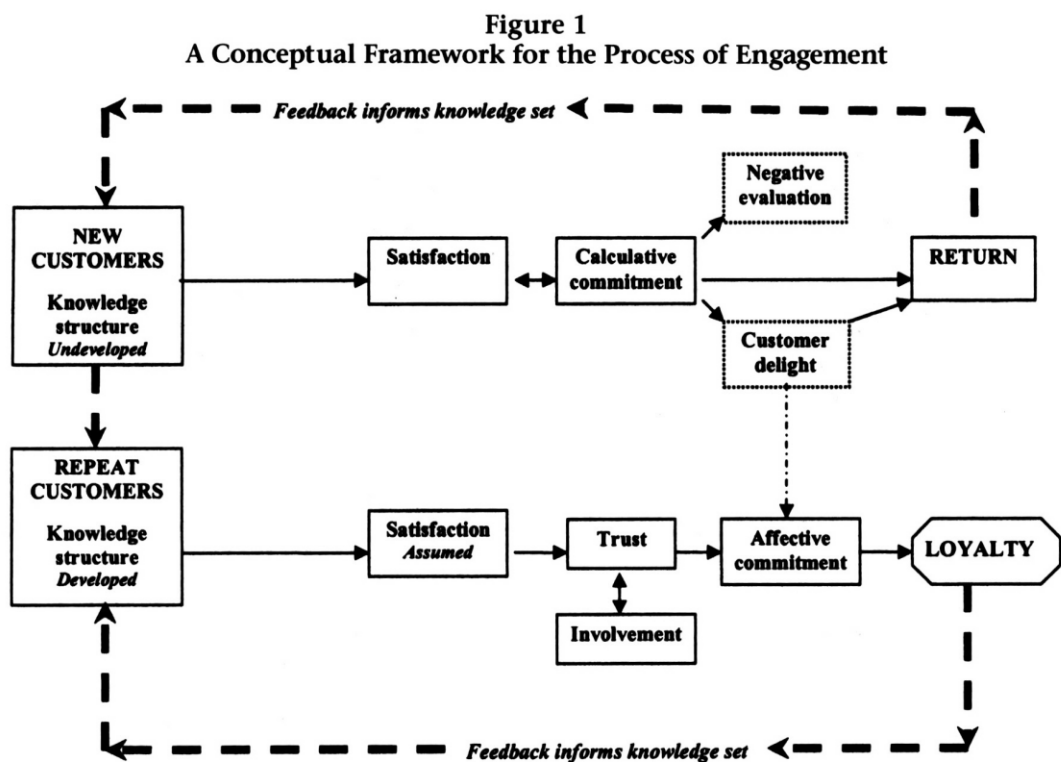 Figure 1
A Conceptual Framework for the Process of Engagement
Feedback informs knowledge set
NEW
CUSTOMERS
Knowledge
structure
Undeveloped
Satisfaction
Calculative
commitment
Negative
evaluation
Customer
delight
RETURN
REPEAT
CUSTOMERS
Knowledge
structure
Developed
Satisfaction
Assumed
Trust
Involvement
Affective
commitment
LOYALTY
Feedback informs knowledge set